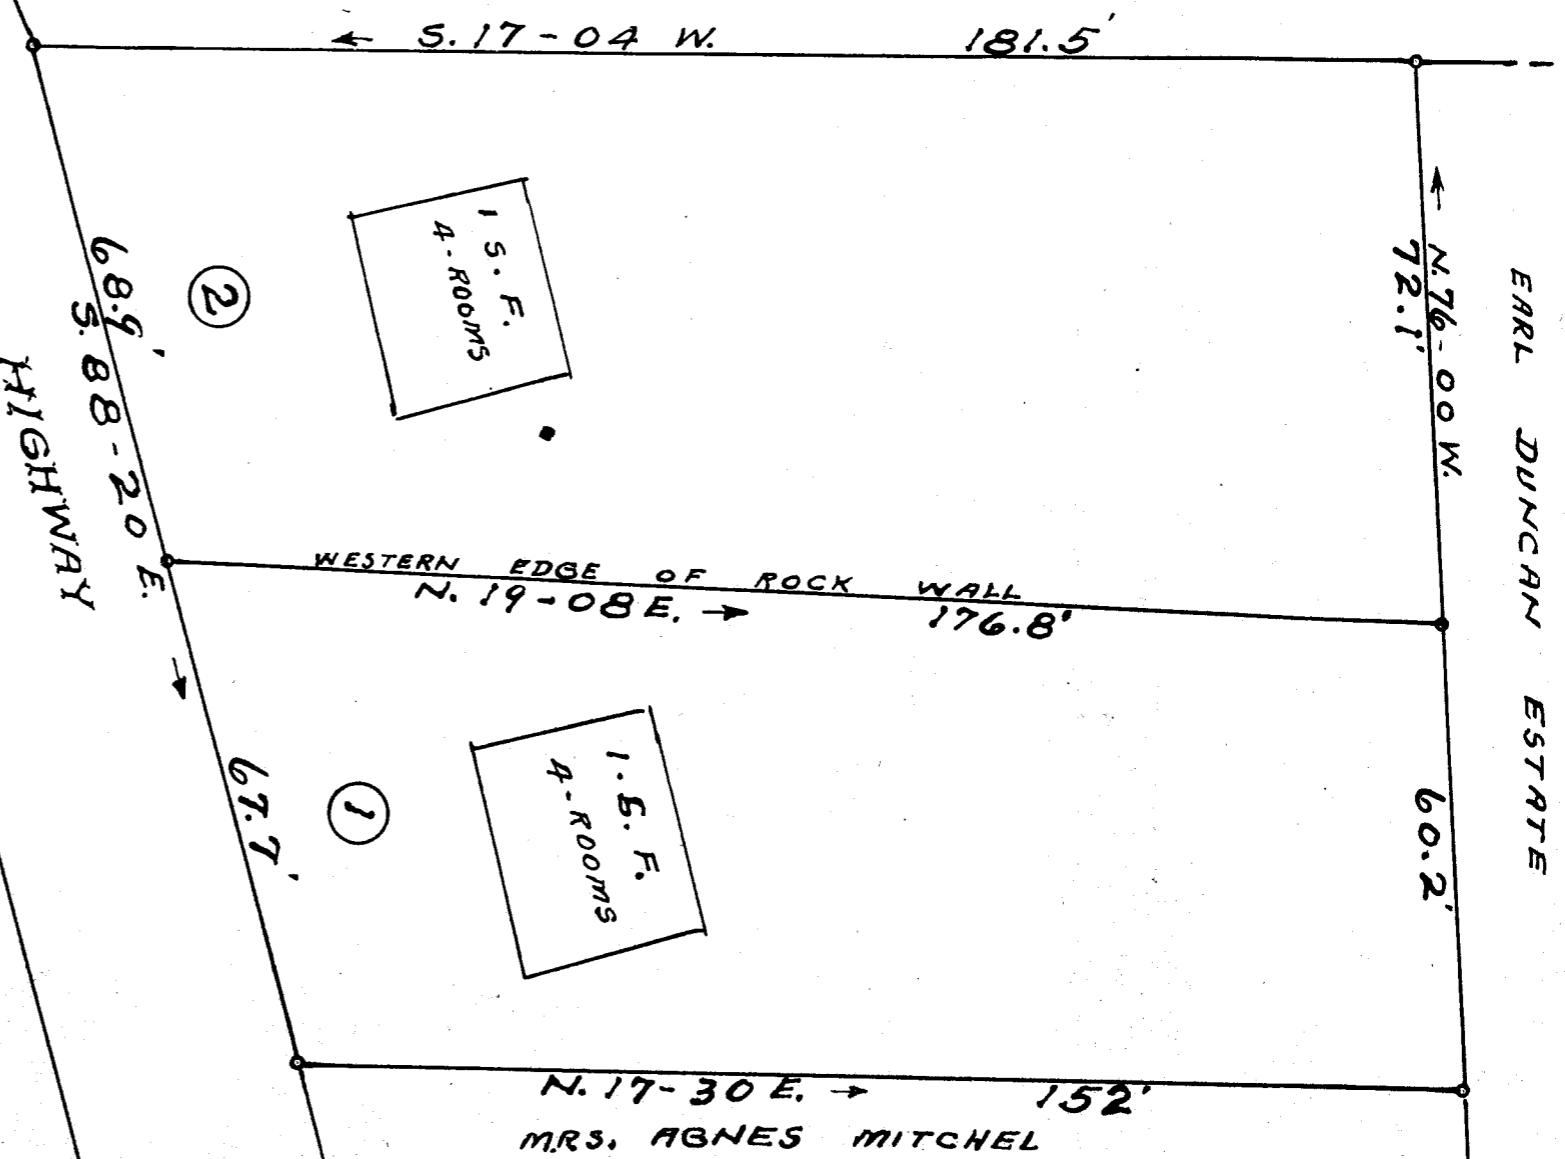 ← S. 17-04 W. 181.5'
← N. 76-00 W.
72.1'
EARL DUNCAN ESTATE
1 S. F.
4-ROOMS
2
68.9'
S. 88-20 E. →
HIGHWAY
WESTERN EDGE OF ROCK WALL
N. 19-08 E. → 176.8'
1. S. F.
4-ROOMS
1
67.7'
60.2'
N. 17-30 E. → 152'
MRS. AGNES MITCHEL